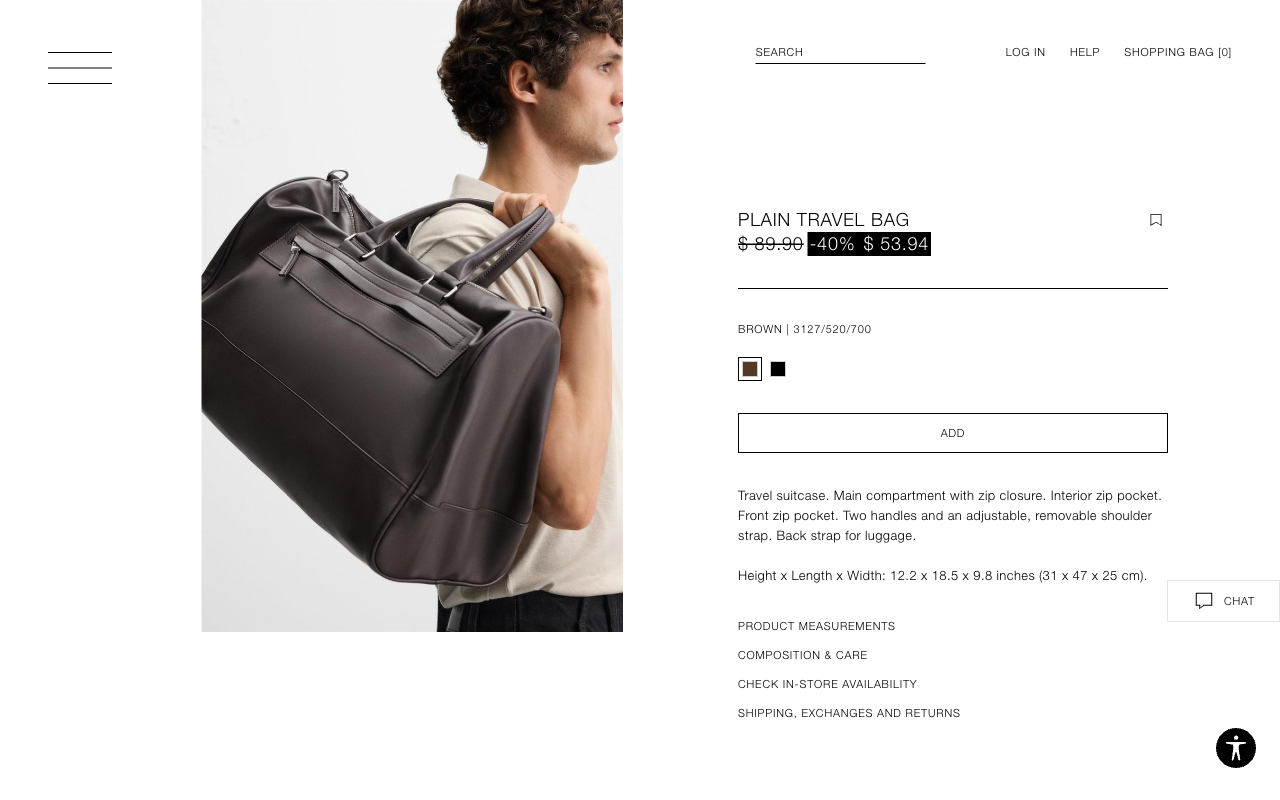 SEARCH
LOG IN
HELP
SHOPPING BAG [0]
PLAIN TRAVEL BAG
$ 89.90 -40% $ 53.94
BROWN | 3127/520/700
ADD
Travel suitcase. Main compartment with zip closure. Interior zip pocket.
Front zip pocket. Two handles and an adjustable, removable shoulder
strap. Back strap for luggage.
Height x Length x Width: 12.2 x 18.5 x 9.8 inches (31 x 47 x 25 cm).
CHAT
PRODUCT MEASUREMENTS
COMPOSITION & CARE
CHECK IN-STORE AVAILABILITY
SHIPPING, EXCHANGES AND RETURNS